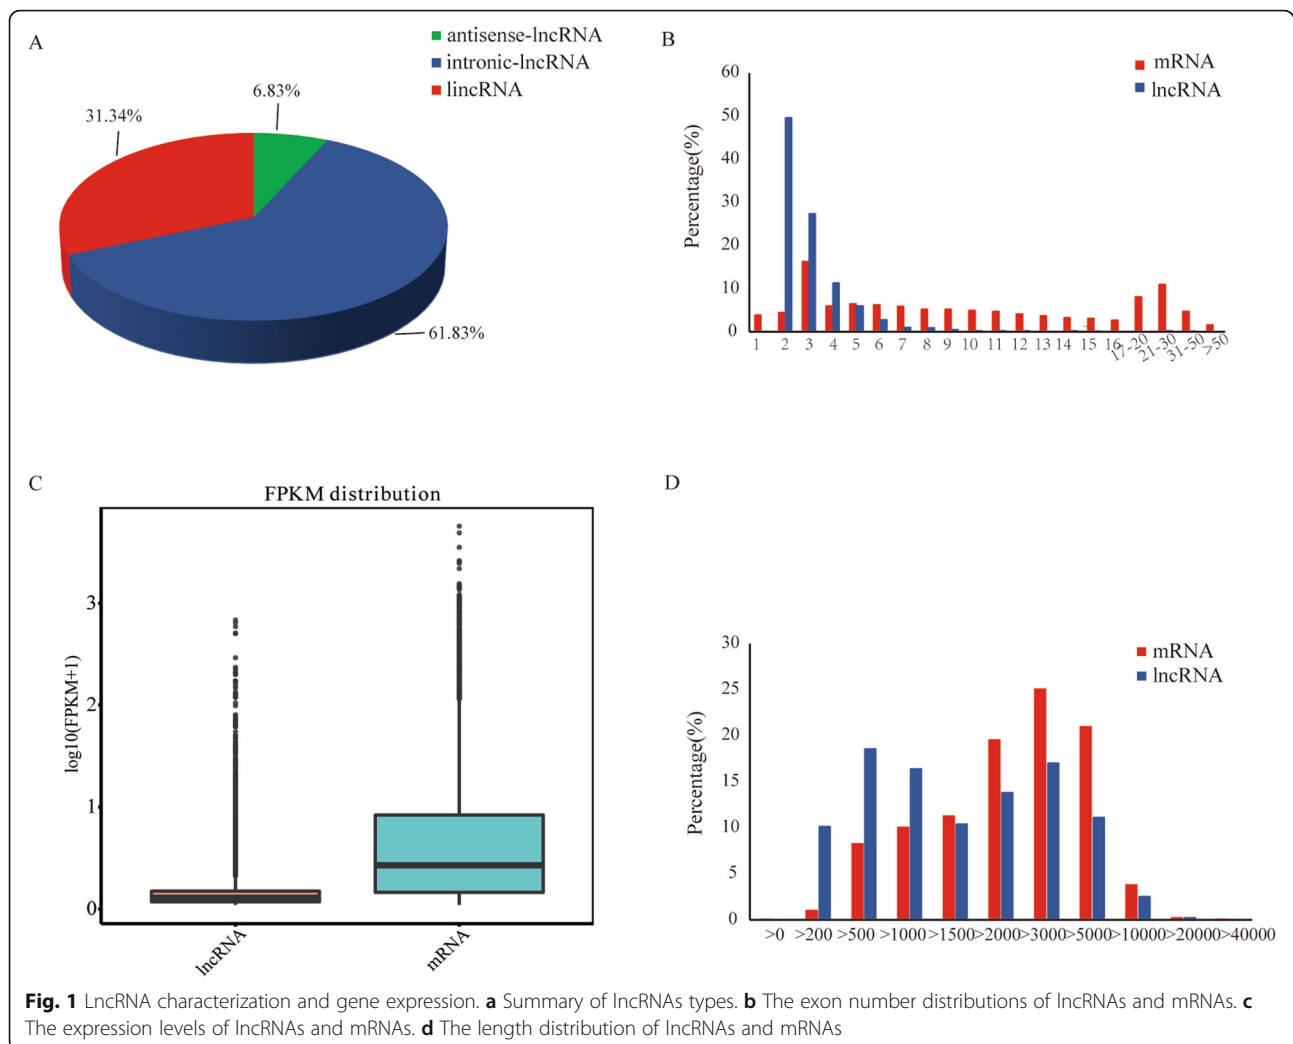 A
antisense-lncRNA
intronic-lncRNA
lincRNA
6.83%
31.34%
61.83%
B
mRNA
lncRNA
Percentage(%)
60
50
40
30
20
10
0
1 2 3 4 5 6 7 8 9 10 11 12 13 14 15 16 17-20 21-30 31-50 >50
C
FPKM distribution
log10(FPKM+1)
3
2
1
0
lncRNA mRNA
D
mRNA
lncRNA
Percentage(%)
30
25
20
15
10
5
0
>0 >200 >500 >1000 >1500 >2000 >3000 >5000 >10000 >20000 >40000
Fig. 1 LncRNA characterization and gene expression. a Summary of lncRNAs types. b The exon number distributions of lncRNAs and mRNAs. c
The expression levels of lncRNAs and mRNAs. d The length distribution of lncRNAs and mRNAs